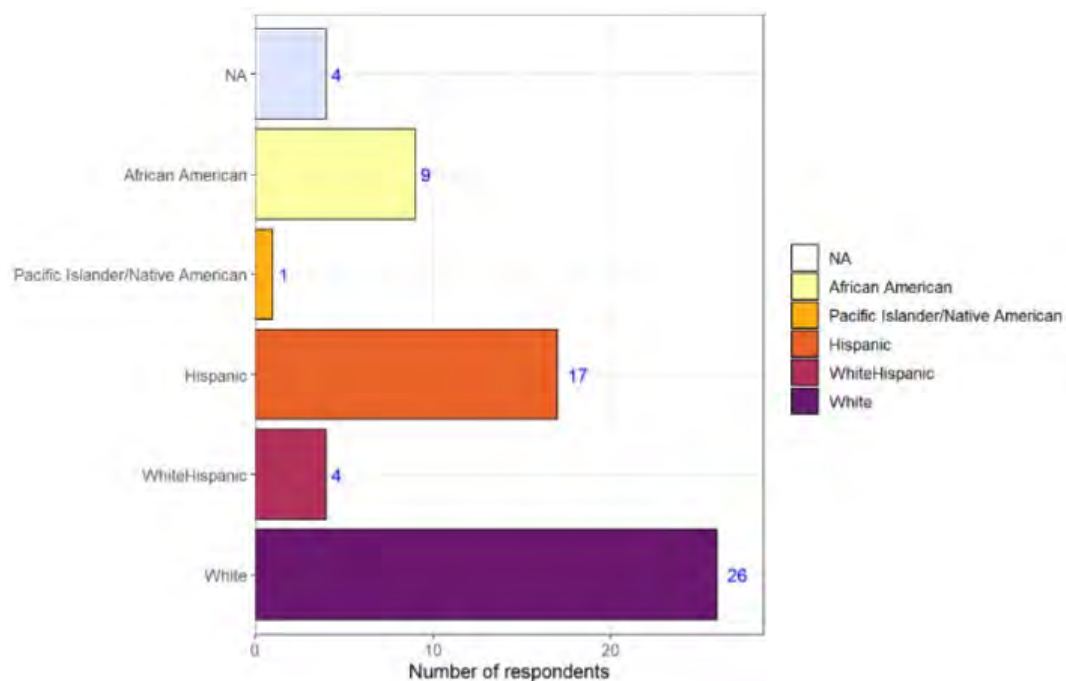 NA
4
African American
9
Pacific Islander/Native American
1
Hispanic
17
WhiteHispanic
4
White
26
0
10
20
Number of respondents
NA
African American
Pacific Islander/Native American
Hispanic
WhiteHispanic
White